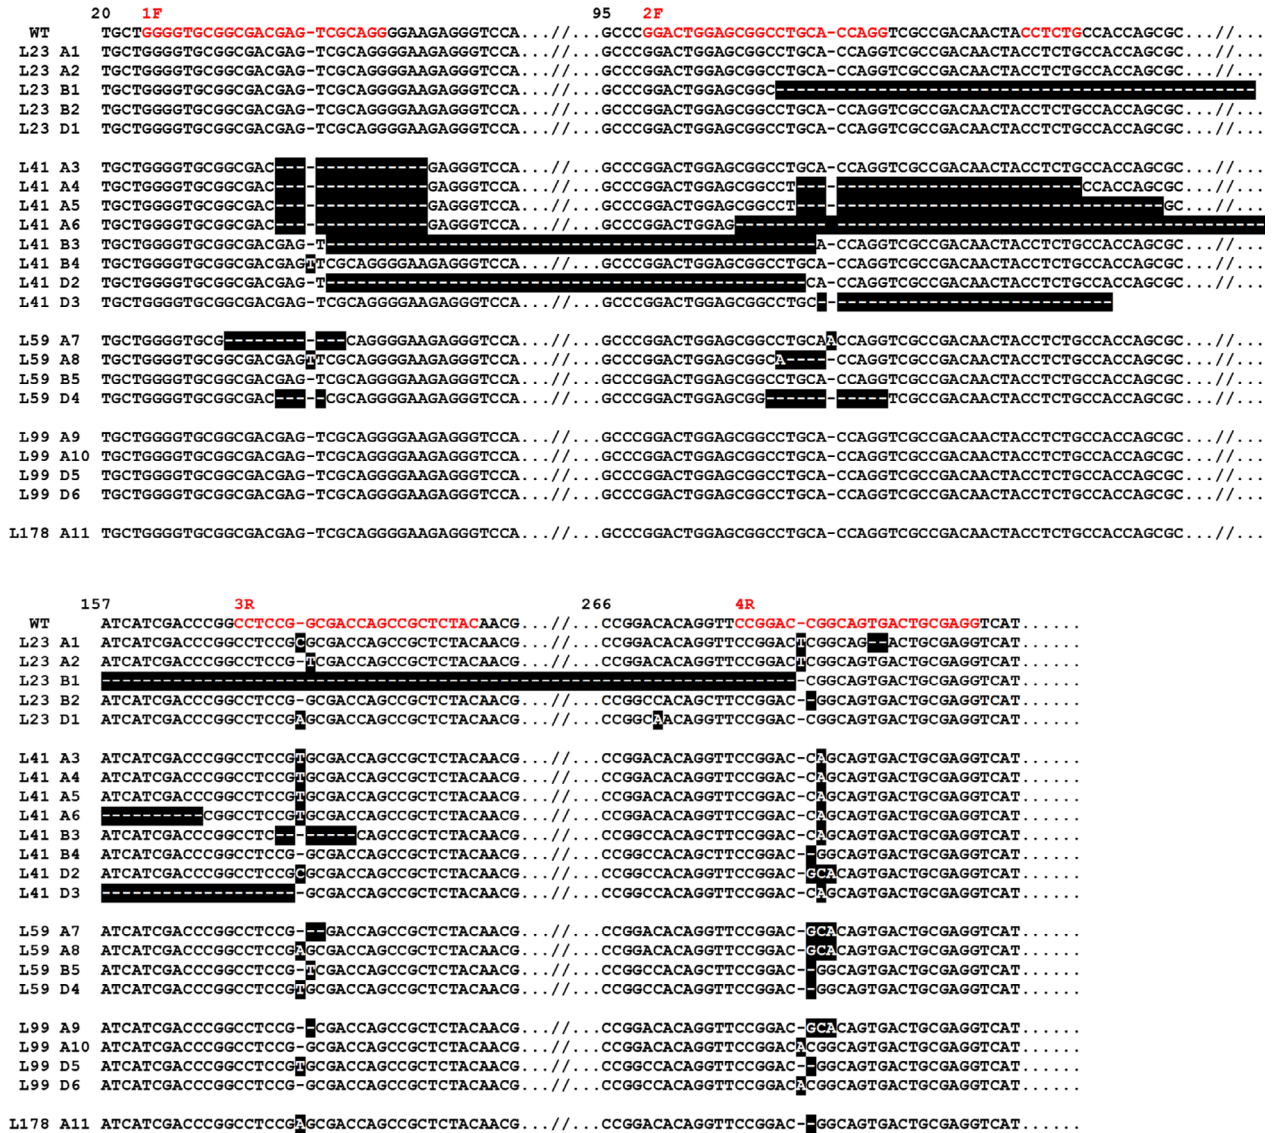 20 1F 95 2F
WT TGCTGGGGTGCGGCGACGAG-TCGCAGGGGAAGAGGGTCCA...//...GCCCGGACTGGAGCGGCCTGCA-CCAGGTCGCCGACAACTACCTCTGCCACCAGCGC...//...
L23 A1 TGCTGGGGTGCGGCGACGAG-TCGCAGGGGAAGAGGGTCCA...//...GCCCGGACTGGAGCGGCCTGCA-CCAGGTCGCCGACAACTACCTCTGCCACCAGCGC...//...
L23 A2 TGCTGGGGTGCGGCGACGAG-TCGCAGGGGAAGAGGGTCCA...//...GCCCGGACTGGAGCGGCCTGCA-CCAGGTCGCCGACAACTACCTCTGCCACCAGCGC...//...
L23 B1 TGCTGGGGTGCGGCGACGAG-TCGCAGGGGAAGAGGGTCCA...//...GCCCGGACTGGAGCGGC-----------------------------------------------
L23 B2 TGCTGGGGTGCGGCGACGAG-TCGCAGGGGAAGAGGGTCCA...//...GCCCGGACTGGAGCGGCCTGCA-CCAGGTCGCCGACAACTACCTCTGCCACCAGCGC...//...
L23 D1 TGCTGGGGTGCGGCGACGAG-TCGCAGGGGAAGAGGGTCCA...//...GCCCGGACTGGAGCGGCCTGCA-CCAGGTCGCCGACAACTACCTCTGCCACCAGCGC...//...
L41 A3 TGCTGGGGTGCGGCGAC---------------GAGGGTCCA...//...GCCCGGACTGGAGCGGCCTGCA-CCAGGTCGCCGACAACTACCTCTGCCACCAGCGC...//...
L41 A4 TGCTGGGGTGCGGCGAC---------------GAGGGTCCA...//...GCCCGGACTGGAGCGGCCT----------------------------CCACCAGCGC...//...
L41 A5 TGCTGGGGTGCGGCGAC---------------GAGGGTCCA...//...GCCCGGACTGGAGCGGCCT------------------------------------GC...//...
L41 A6 TGCTGGGGTGCGGCGAC---------------GAGGGTCCA...//...GCCCGGACTGGAG----------------------------------------------------
L41 B3 TGCTGGGGTGCGGCGACGAG-T------------------------------------------------A-CCAGGTCGCCGACAACTACCTCTGCCACCAGCGC...//...
L41 B4 TGCTGGGGTGCGGCGACGAGTTCGCAGGGGAAGAGGGTCCA...//...GCCCGGACTGGAGCGGCCTGCA-CCAGGTCGCCGACAACTACCTCTGCCACCAGCGC...//...
L41 D2 TGCTGGGGTGCGGCGACGAG-T-----------------------------------------------CA-CCAGGTCGCCGACAACTACCTCTGCCACCAGCGC...//...
L41 D3 TGCTGGGGTGCGGCGACGAG-TCGCAGGGGAAGAGGGTCCA...//...GCCCGGACTGGAGCGGCCTGC-----------------------------
L59 A7 TGCTGGGGTGCG------------CAGGGGAAGAGGGTCCA...//...GCCCGGACTGGAGCGGCCTGCAACCAGGTCGCCGACAACTACCTCTGCCACCAGCGC...//...
L59 A8 TGCTGGGGTGCGGCGACGAGTTCGCAGGGGAAGAGGGTCCA...//...GCCCGGACTGGAGCGGCA-----CCAGGTCGCCGACAACTACCTCTGCCACCAGCGC...//...
L59 B5 TGCTGGGGTGCGGCGACGAG-TCGCAGGGGAAGAGGGTCCA...//...GCCCGGACTGGAGCGGCCTGCA-CCAGGTCGCCGACAACTACCTCTGCCACCAGCGC...//...
L59 D4 TGCTGGGGTGCGGCGAC-----CGCAGGGGAAGAGGGTCCA...//...GCCCGGACTGGAGCGG------------TCGCCGACAACTACCTCTGCCACCAGCGC...//...
L99 A9 TGCTGGGGTGCGGCGACGAG-TCGCAGGGGAAGAGGGTCCA...//...GCCCGGACTGGAGCGGCCTGCA-CCAGGTCGCCGACAACTACCTCTGCCACCAGCGC...//...
L99 A10 TGCTGGGGTGCGGCGACGAG-TCGCAGGGGAAGAGGGTCCA...//...GCCCGGACTGGAGCGGCCTGCA-CCAGGTCGCCGACAACTACCTCTGCCACCAGCGC...//...
L99 D5 TGCTGGGGTGCGGCGACGAG-TCGCAGGGGAAGAGGGTCCA...//...GCCCGGACTGGAGCGGCCTGCA-CCAGGTCGCCGACAACTACCTCTGCCACCAGCGC...//...
L99 D6 TGCTGGGGTGCGGCGACGAG-TCGCAGGGGAAGAGGGTCCA...//...GCCCGGACTGGAGCGGCCTGCA-CCAGGTCGCCGACAACTACCTCTGCCACCAGCGC...//...
L178 A11 TGCTGGGGTGCGGCGACGAG-TCGCAGGGGAAGAGGGTCCA...//...GCCCGGACTGGAGCGGCCTGCA-CCAGGTCGCCGACAACTACCTCTGCCACCAGCGC...//...
157 3R 266 4R
WT ATCATCGACCCGGCCTCCG-GCGACCAGCCGCTCTACAACG...//...CCGGACACAGGTTCCGGAC-CGGCAGTGACTGCGAGGTCAT......
L23 A1 ATCATCGACCCGGCCTCCGCGCGACCAGCCGCTCTACAACG...//...CCGGACACAGGTTCCGGACTCGGCAG--ACTGCGAGGTCAT......
L23 A2 ATCATCGACCCGGCCTCCG-TCGACCAGCCGCTCTACAACG...//...CCGGACACAGGTTCCGGACTCGGCAGTGACTGCGAGGTCAT......
L23 B1 ---------------------------------------------------------------------CGGCAGTGACTGCGAGGTCAT......
L23 B2 ATCATCGACCCGGCCTCCG-GCGACCAGCCGCTCTACAACG...//...CCGGCCACAGCTTCCGGAC--GGCAGTGACTGCGAGGTCAT......
L23 D1 ATCATCGACCCGGCCTCCGAGCGACCAGCCGCTCTACAACG...//...CCGGCAACAGGTTCCGGAC-CGGCAGTGACTGCGAGGTCAT......
L41 A3 ATCATCGACCCGGCCTCCGTGCGACCAGCCGCTCTACAACG...//...CCGGACACAGGTTCCGGAC-CAGCAGTGACTGCGAGGTCAT......
L41 A4 ATCATCGACCCGGCCTCCGTGCGACCAGCCGCTCTACAACG...//...CCGGACACAGGTTCCGGAC-CAGCAGTGACTGCGAGGTCAT......
L41 A5 ATCATCGACCCGGCCTCCGTGCGACCAGCCGCTCTACAACG...//...CCGGACACAGGTTCCGGAC-CAGCAGTGACTGCGAGGTCAT......
L41 A6 ----------CGGCCTCCGTGCGACCAGCCGCTCTACAACG...//...CCGGACACAGGTTCCGGAC-CAGCAGTGACTGCGAGGTCAT......
L41 B3 ATCATCGACCCGGCCTC--------CAGCCGCTCTACAACG...//...CCGGCCACAGCTTCCGGAC-CAGCAGTGACTGCGAGGTCAT......
L41 B4 ATCATCGACCCGGCCTCCG-GCGACCAGCCGCTCTACAACG...//...CCGGCCACAGCTTCCGGAC--GGCAGTGACTGCGAGGTCAT......
L41 D2 ATCATCGACCCGGCCTCCGCGCGACCAGCCGCTCTACAACG...//...CCGGACACAGGTTCCGGAC-GCACAGTGACTGCGAGGTCAT......
L41 D3 --------------------GCGACCAGCCGCTCTACAACG...//...CCGGACACAGGTTCCGGAC-CAGCAGTGACTGCGAGGTCAT......
L59 A7 ATCATCGACCCGGCCTCCG---GACCAGCCGCTCTACAACG...//...CCGGACACAGGTTCCGGAC-GCACAGTGACTGCGAGGTCAT......
L59 A8 ATCATCGACCCGGCCTCCGAGCGACCAGCCGCTCTACAACG...//...CCGGACACAGGTTCCGGAC-GCACAGTGACTGCGAGGTCAT......
L59 B5 ATCATCGACCCGGCCTCCG-TCGACCAGCCGCTCTACAACG...//...CCGGCCACAGCTTCCGGAC--GGCAGTGACTGCGAGGTCAT......
L59 D4 ATCATCGACCCGGCCTCCGTGCGACCAGCCGCTCTACAACG...//...CCGGACACAGGTTCCGGAC--GGCAGTGACTGCGAGGTCAT......
L99 A9 ATCATCGACCCGGCCTCCG--CGACCAGCCGCTCTACAACG...//...CCGGACACAGGTTCCGGAC-GCACAGTGACTGCGAGGTCAT......
L99 A10 ATCATCGACCCGGCCTCCG-GCGACCAGCCGCTCTACAACG...//...CCGGACACAGGTTCCGGACACGGCAGTGACTGCGAGGTCAT......
L99 D5 ATCATCGACCCGGCCTCCGTGCGACCAGCCGCTCTACAACG...//...CCGGACACAGGTTCCGGAC--GGCAGTGACTGCGAGGTCAT......
L99 D6 ATCATCGACCCGGCCTCCG-GCGACCAGCCGCTCTACAACG...//...CCGGACACAGGTTCCGGACACGGCAGTGACTGCGAGGTCAT......
L178 A11 ATCATCGACCCGGCCTCCGAGCGACCAGCCGCTCTACAACG...//...CCGGACACAGGTTCCGGAC--GGCAGTGACTGCGAGGTCAT......